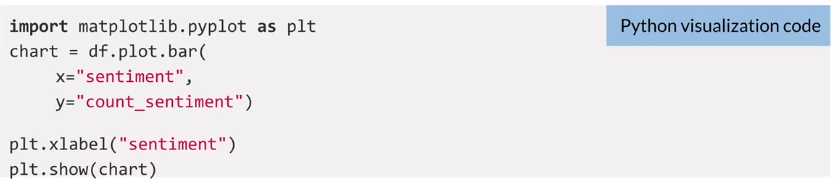 import matplotlib.pyplot as plt
Python visualization code
chart = df.plot.bar(
x="sentiment",
y="count_sentiment")
plt.xlabel("sentiment")
plt.show(chart)